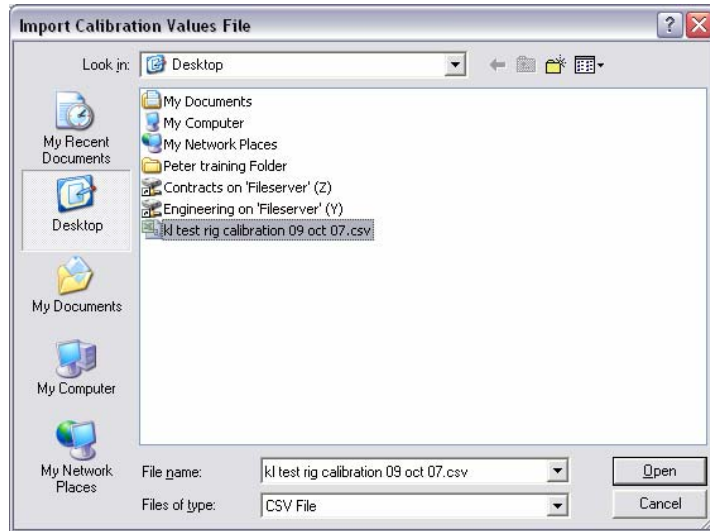 Import Calibration Values File
Look in: Desktop
My Recent Documents
Desktop
My Documents
My Computer
My Network Places
My Documents
My Computer
My Network Places
Peter training Folder
Contracts on 'Fileserver' (Z)
Engineering on 'Fileserver' (Y)
kl test rig calibration 09 oct 07.csv
File name: kl test rig calibration 09 oct 07.csv
Open
Files of type: CSV File
Cancel